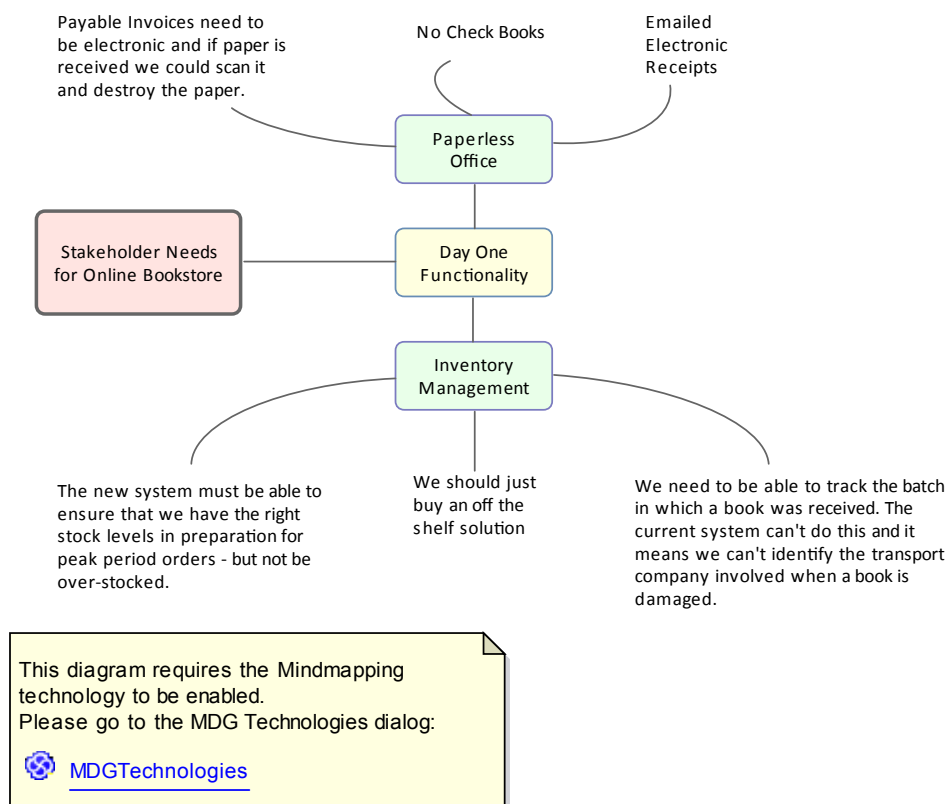 Payable Invoices need to
be electronic and if paper is
received we could scan it
and destroy the paper.
No Check Books
Emailed
Electronic
Receipts
Paperless
Office
Stakeholder Needs
for Online Bookstore
Day One
Functionality
Inventory
Management
The new system must be able to
ensure that we have the right
stock levels in preparation for
peak period orders - but not be
over-stocked.
We should just
buy an off the
shelf solution
We need to be able to track the batch
in which a book was received. The
current system can't do this and it
means we can't identify the transport
company involved when a book is
damaged.
This diagram requires the Mindmapping
technology to be enabled.
Please go to the MDG Technologies dialog:
MDGTechnologies